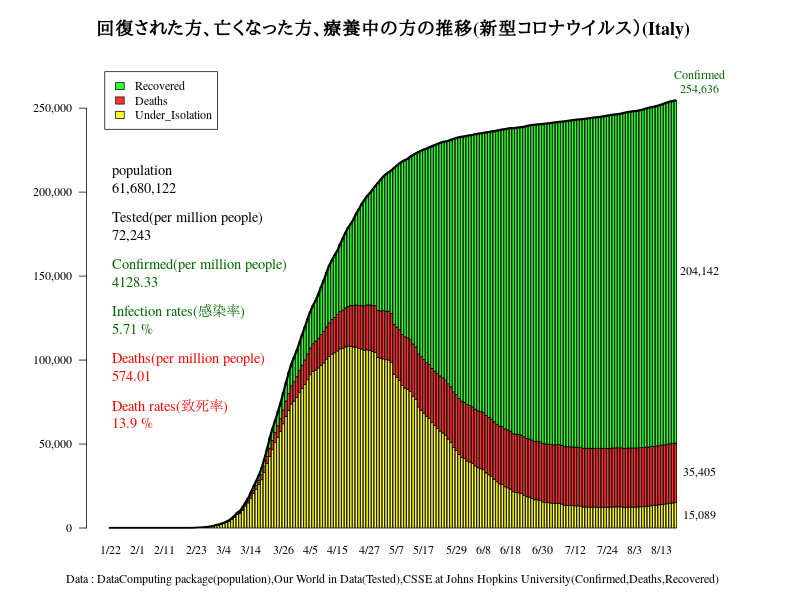 回復された方、亡くなった方、療養中の方の推移(新型コロナウイルス）(Italy)
Confirmed
254,636
Recovered
Deaths
Under_Isolation
250,000
200,000
150,000
100,000
50,000
0
population
61,680,122
Tested(per million people)
72,243
Confirmed(per million people)
4128.33
Infection rates(感染率)
5.71 %
Deaths(per million people)
574.01
Death rates(致死率)
13.9 %
204,142
35,405
15,089
1/22 2/1 2/11 2/23 3/4 3/14 3/26 4/5 4/15 4/27 5/7 5/17 5/29 6/8 6/18 6/30 7/12 7/24 8/3 8/13
Data : DataComputing package(population),Our World in Data(Tested),CSSE at Johns Hopkins University(Confirmed,Deaths,Recovered)